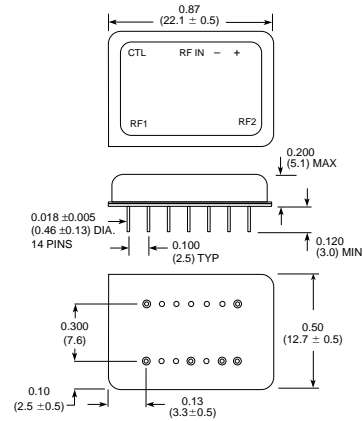 0.87
(22.1 ± 0.5)
CTL RF IN – +
RF1 RF2
0.200
(5.1) MAX
0.018 ±0.005
(0.46 ±0.13) DIA.
14 PINS
0.100
(2.5) TYP
0.120
(3.0) MIN
0.300
(7.6)
0.50
(12.7 ± 0.5)
0.10
(2.5 ±0.5)
0.13
(3.3±0.5)